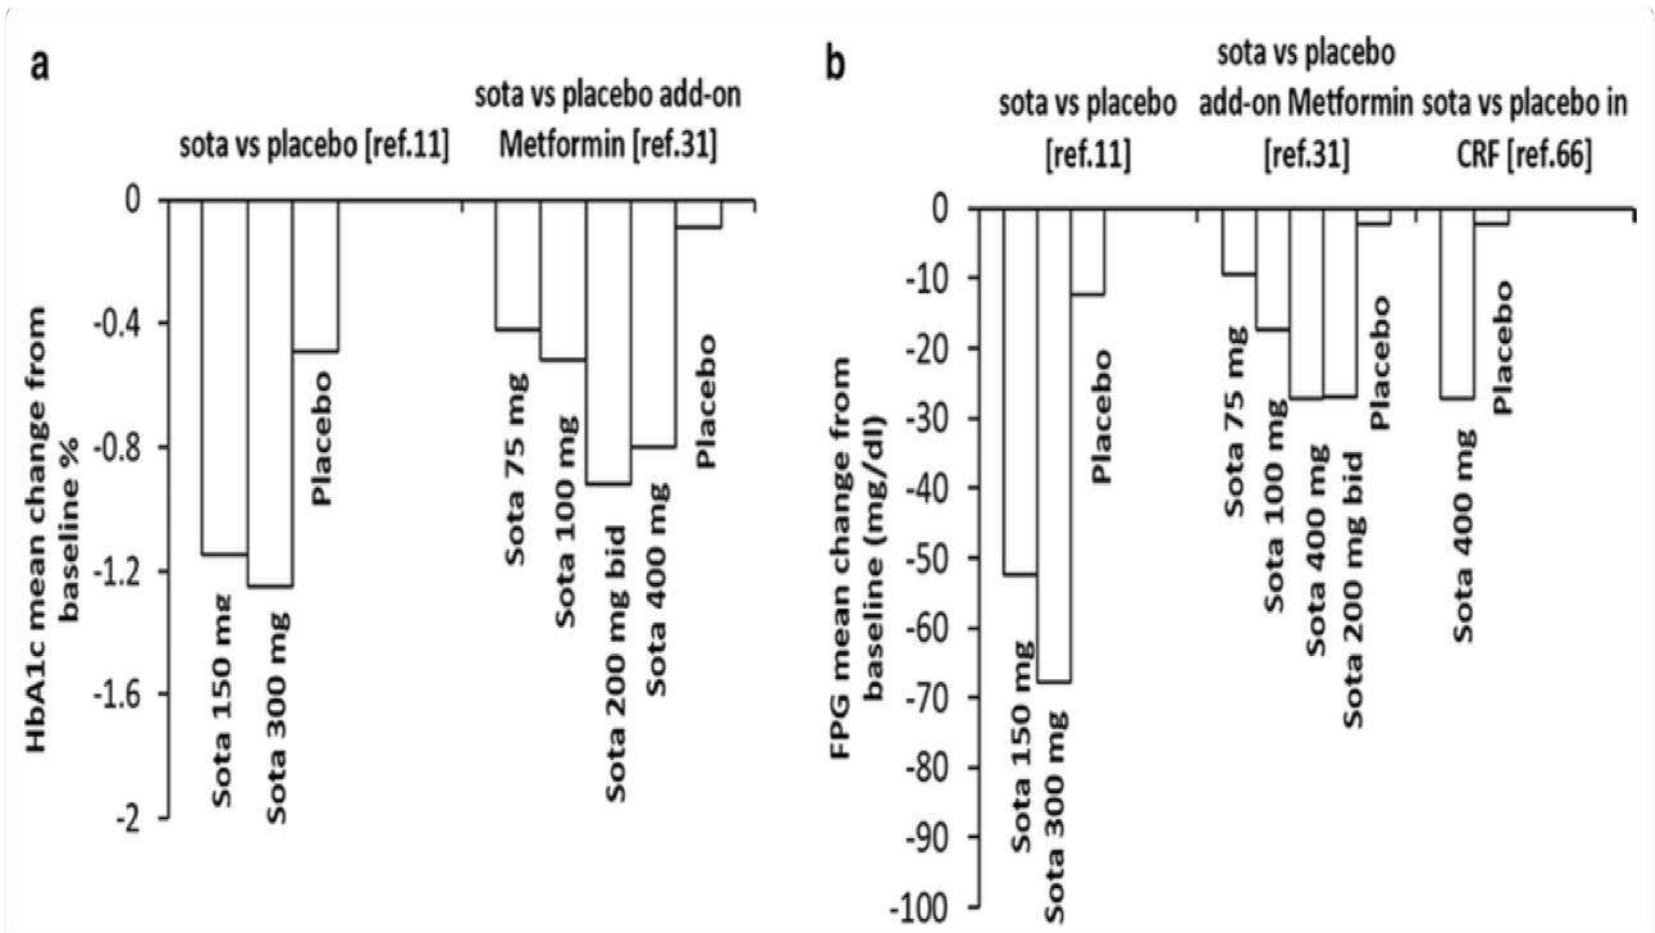 a
sota vs placebo [ref.11]
sota vs placebo add-on
Metformin [ref.31]
HbA1c mean change from
baseline %
0
-0.4
-0.8
-1.2
-1.6
-2
Sota 150 mg
Sota 300 mg
Placebo
Sota 75 mg
Sota 100 mg
Sota 200 mg bid
Sota 400 mg
Placebo
b
sota vs placebo
[ref.11]
sota vs placebo
add-on Metformin
[ref.31]
sota vs placebo in
CRF [ref.66]
FPG mean change from
baseline (mg/dl)
0
-10
-20
-30
-40
-50
-60
-70
-80
-90
-100
Sota 150 mg
Sota 300 mg
Placebo
Sota 75 mg
Sota 100 mg
Sota 400 mg
Sota 200 mg bid
Placebo
Sota 400 mg
Placebo